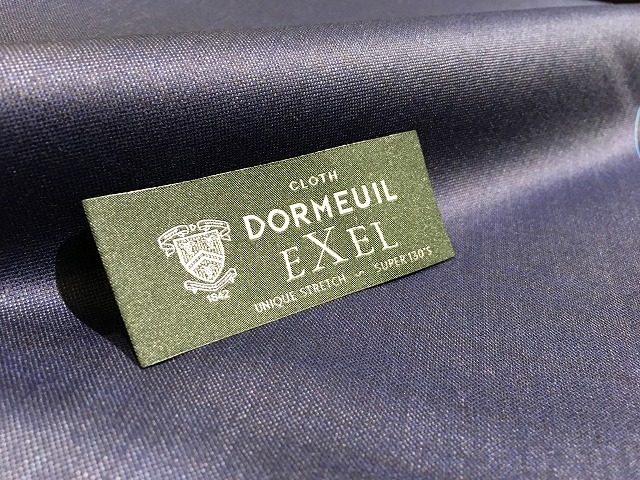 CLOTH
DORMEUIL
EXEL
UNIQUE STRETCH ~ SUPER 130'S
1842